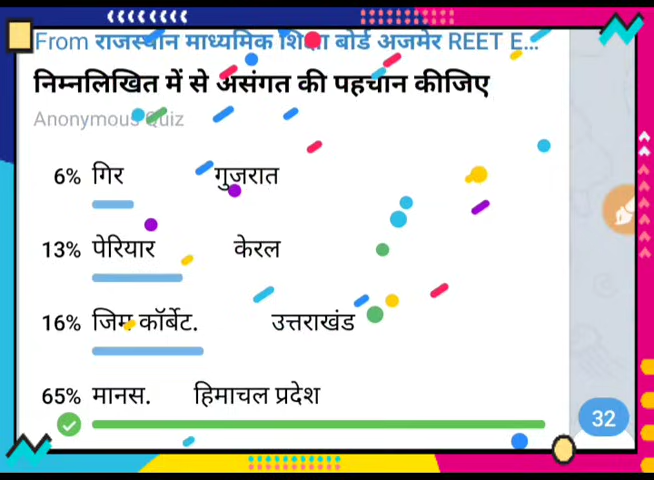 From राजस्थान माध्यमिक शिक्षा बोर्ड अजमेर REET E...
निम्नलिखित में से असंगत की पहचान कीजिए
Anonymous Quiz
6% गिर गुजरात
13% पेरियार केरल
16% जिम कॉर्बेट. उत्तराखंड
65% मानस. हिमाचल प्रदेश
32